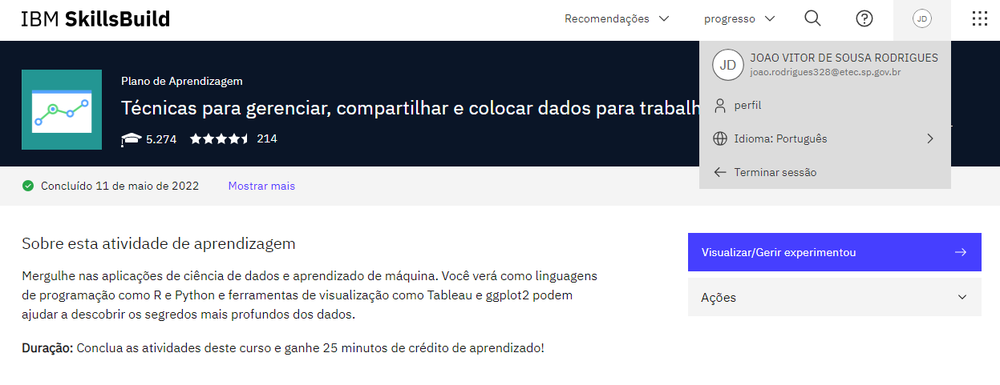 IBM SkillsBuild
Recomendações
progresso
JD
JD
JOAO VITOR DE SOUSA RODRIGUES
joao.rodrigues328@etec.sp.gov.br
perfil
Idioma: Português
Terminar sessão
Plano de Aprendizagem
Técnicas para gerenciar, compartilhar e colocar dados para
5.274
214
Concluído 11 de maio de 2022
Mostrar mais
Sobre esta atividade de aprendizagem
Mergulhe nas aplicações de ciência de dados e aprendizado de máquina. Você verá como linguagens
de programação como R e Python e ferramentas de visualização como Tableau e ggplot2 podem
ajudar a descobrir os segredos mais profundos dos dados.
Duração: Conclua as atividades deste curso e ganhe 25 minutos de crédito de aprendizado!
Visualizar/Gerir experimentou
Ações